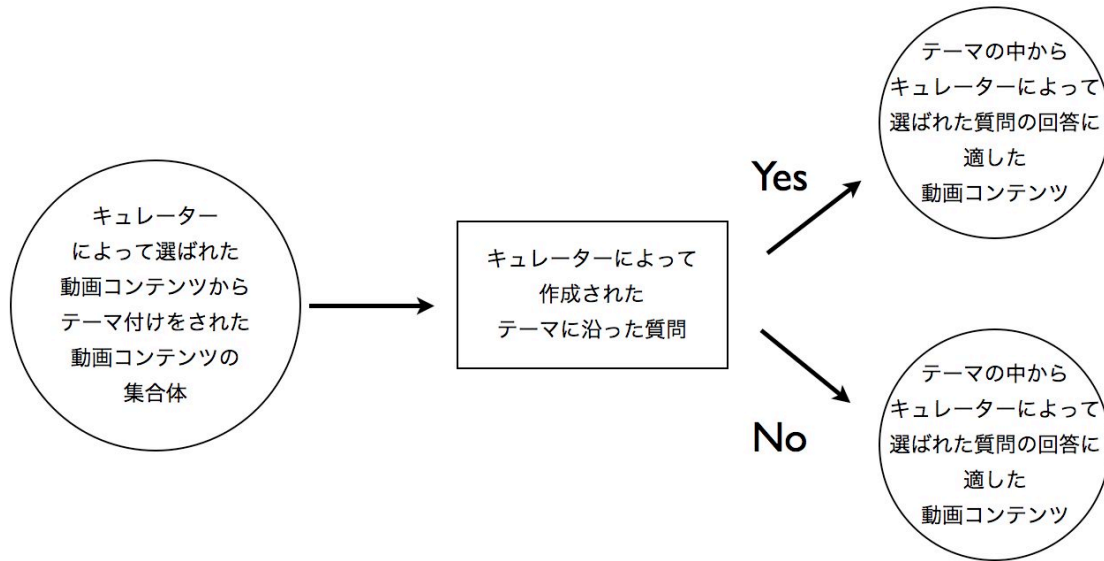 キュレーター
によって選ばれた
動画コンテンツから
テーマ付けをされた
動画コンテンツの
集合体
キュレーターによって
作成された
テーマに沿った質問
Yes
テーマの中から
キュレーターによって
選ばれた質問の回答に
適した
動画コンテンツ
No
テーマの中から
キュレーターによって
選ばれた質問の回答に
適した
動画コンテンツ